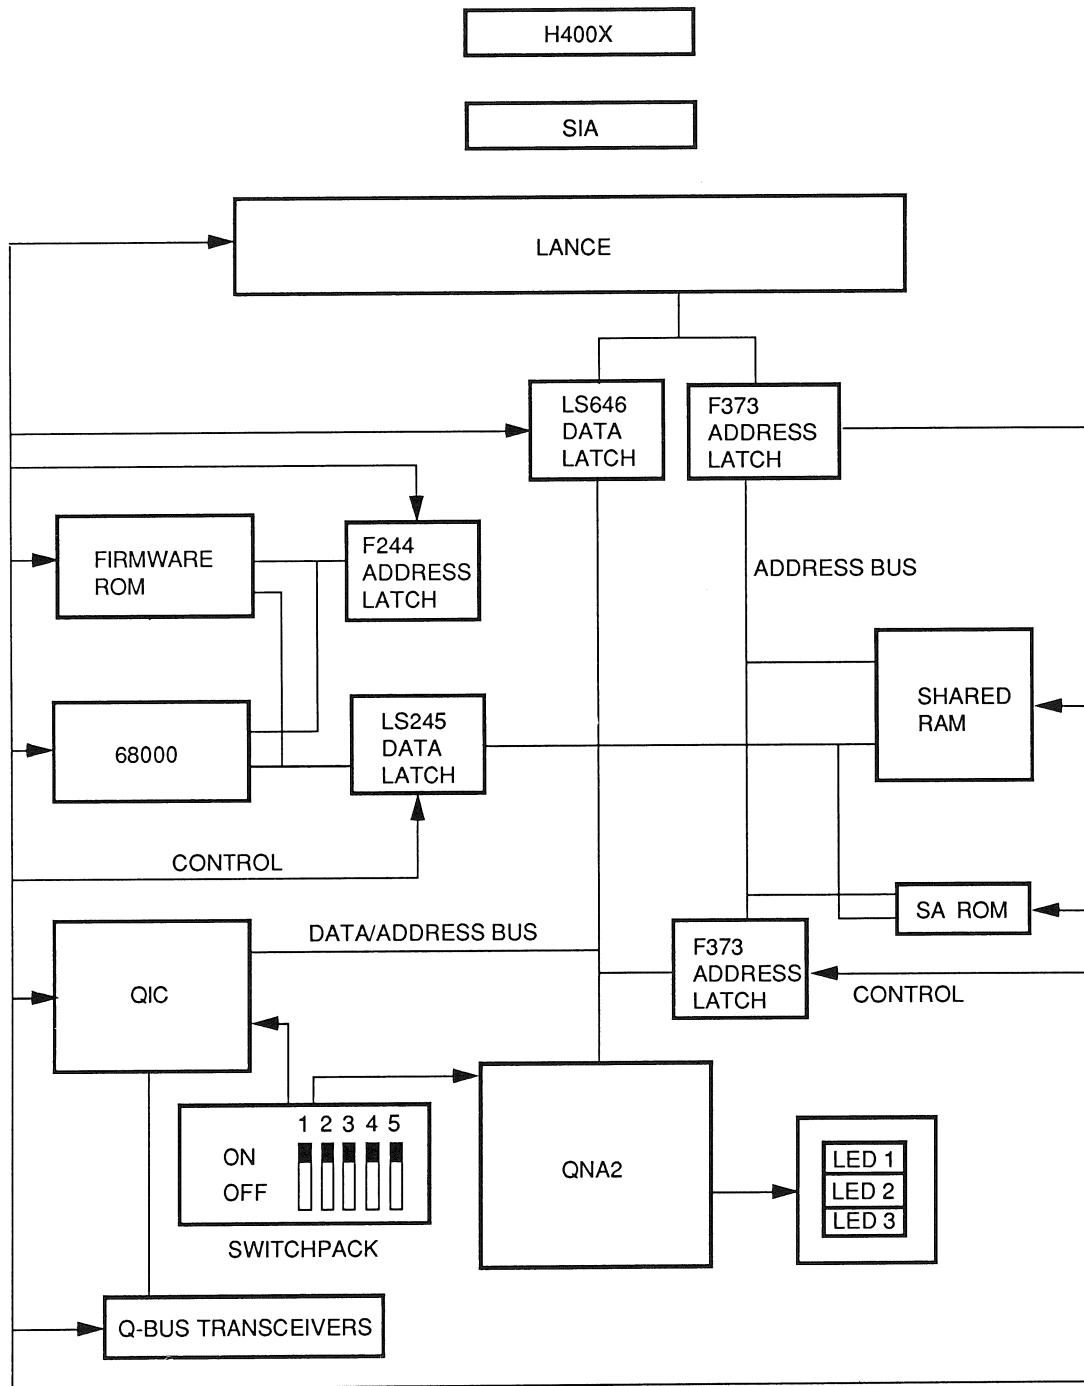 H400X
SIA
LANCE
LS646
DATA
LATCH
F373
ADDRESS
LATCH
FIRMWARE
ROM
F244
ADDRESS
LATCH
ADDRESS BUS
SHARED
RAM
68000
LS245
DATA
LATCH
CONTROL
SA ROM
QIC
DATA/ADDRESS BUS
F373
ADDRESS
LATCH
CONTROL
1 2 3 4 5
ON
OFF
SWITCHPACK
QNA2
LED 1
LED 2
LED 3
Q-BUS TRANSCEIVERS